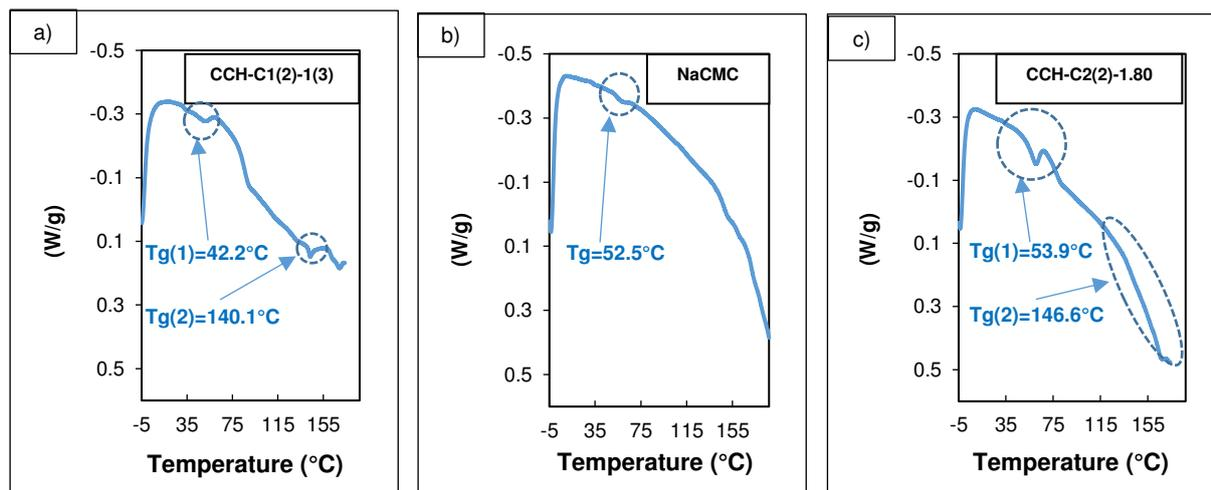 a)
CCH-C1(2)-1(3)
-0.5
-0.3
-0.1
0.1
0.3
0.5
(W/g)
Tg(1)=42.2°C
Tg(2)=140.1°C
-5 35 75 115 155
Temperature (°C)
b)
NaCMC
-0.5
-0.3
-0.1
0.1
0.3
0.5
(W/g)
Tg=52.5°C
-5 35 75 115 155
Temperature (°C)
c)
CCH-C2(2)-1.80
-0.5
-0.3
-0.1
0.1
0.3
0.5
(W/g)
Tg(1)=53.9°C
Tg(2)=146.6°C
-5 35 75 115 155
Temperature (°C)